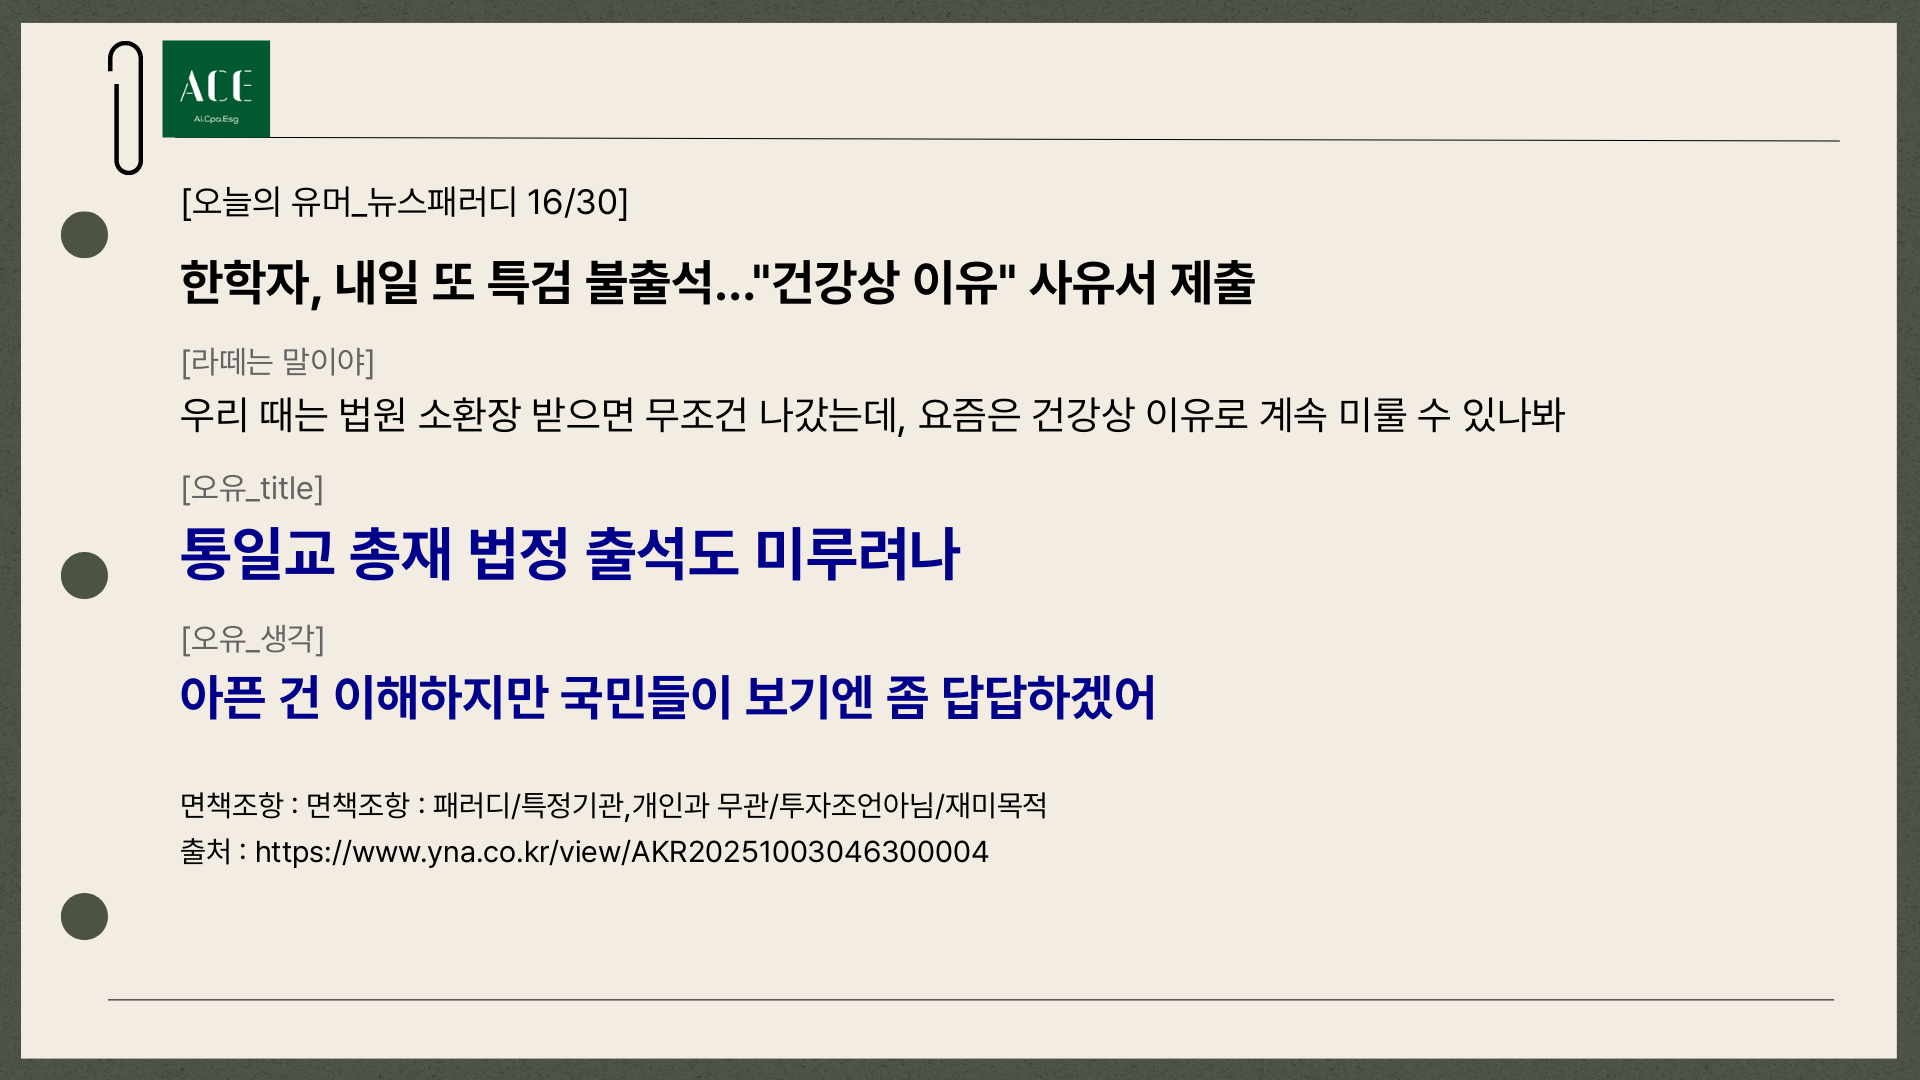 ACE
Ai.Cpa.Esg
[오늘의 유머_뉴스패러디 16/30]
한학자, 내일 또 특검 불출석..."건강상 이유" 사유서 제출
[라떼는 말이야]
우리 때는 법원 소환장 받으면 무조건 나갔는데, 요즘은 건강상 이유로 계속 미룰 수 있나봐
[오유_title]
통일교 총재 법정 출석도 미루려나
[오유_생각]
아픈 건 이해하지만 국민들이 보기엔 좀 답답하겠어
면책조항 : 면책조항 : 패러디/특정기관,개인과 무관/투자조언아님/재미목적
출처 : https://www.yna.co.kr/view/AKR20251003046300004